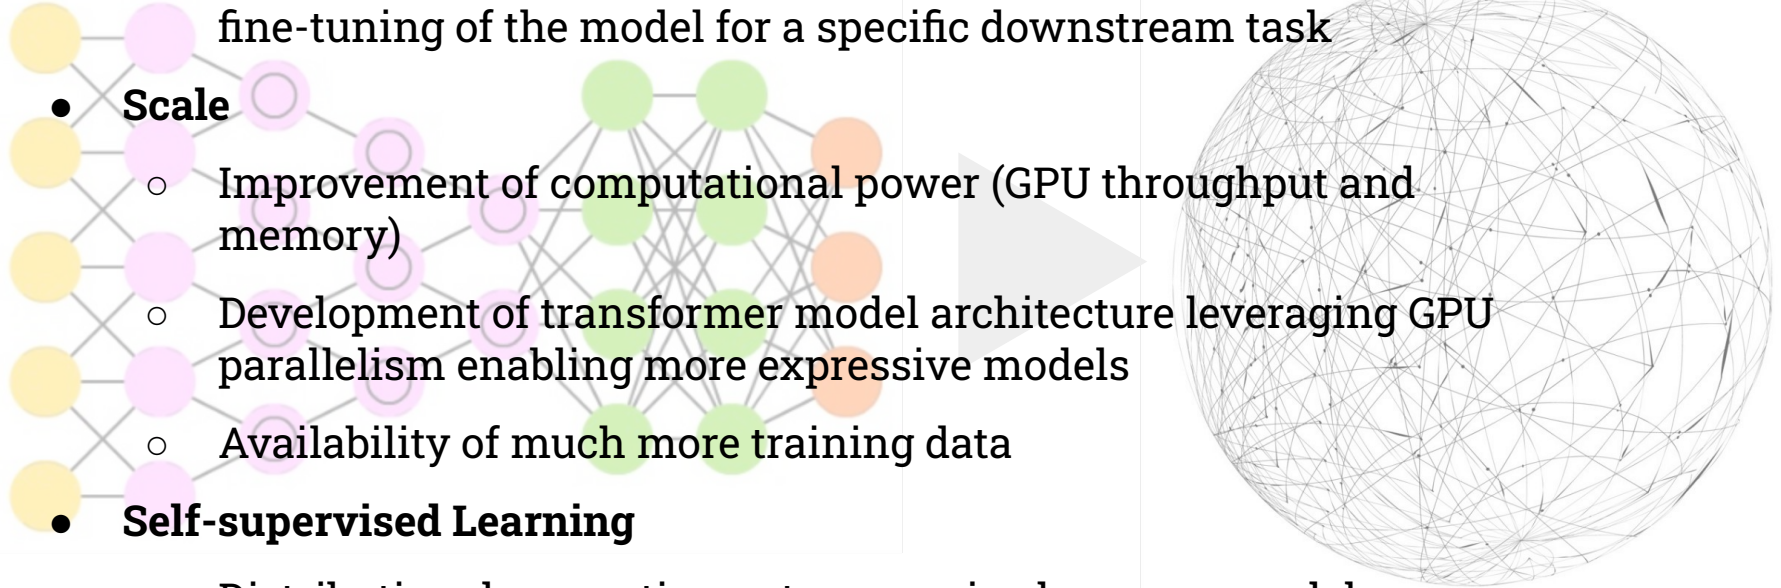 fine-tuning of the model for a specific downstream task
● Scale
○ Improvement of computational power (GPU throughput and
memory)
○ Development of transformer model architecture leveraging GPU
parallelism enabling more expressive models
○ Availability of much more training data
● Self-supervised Learning